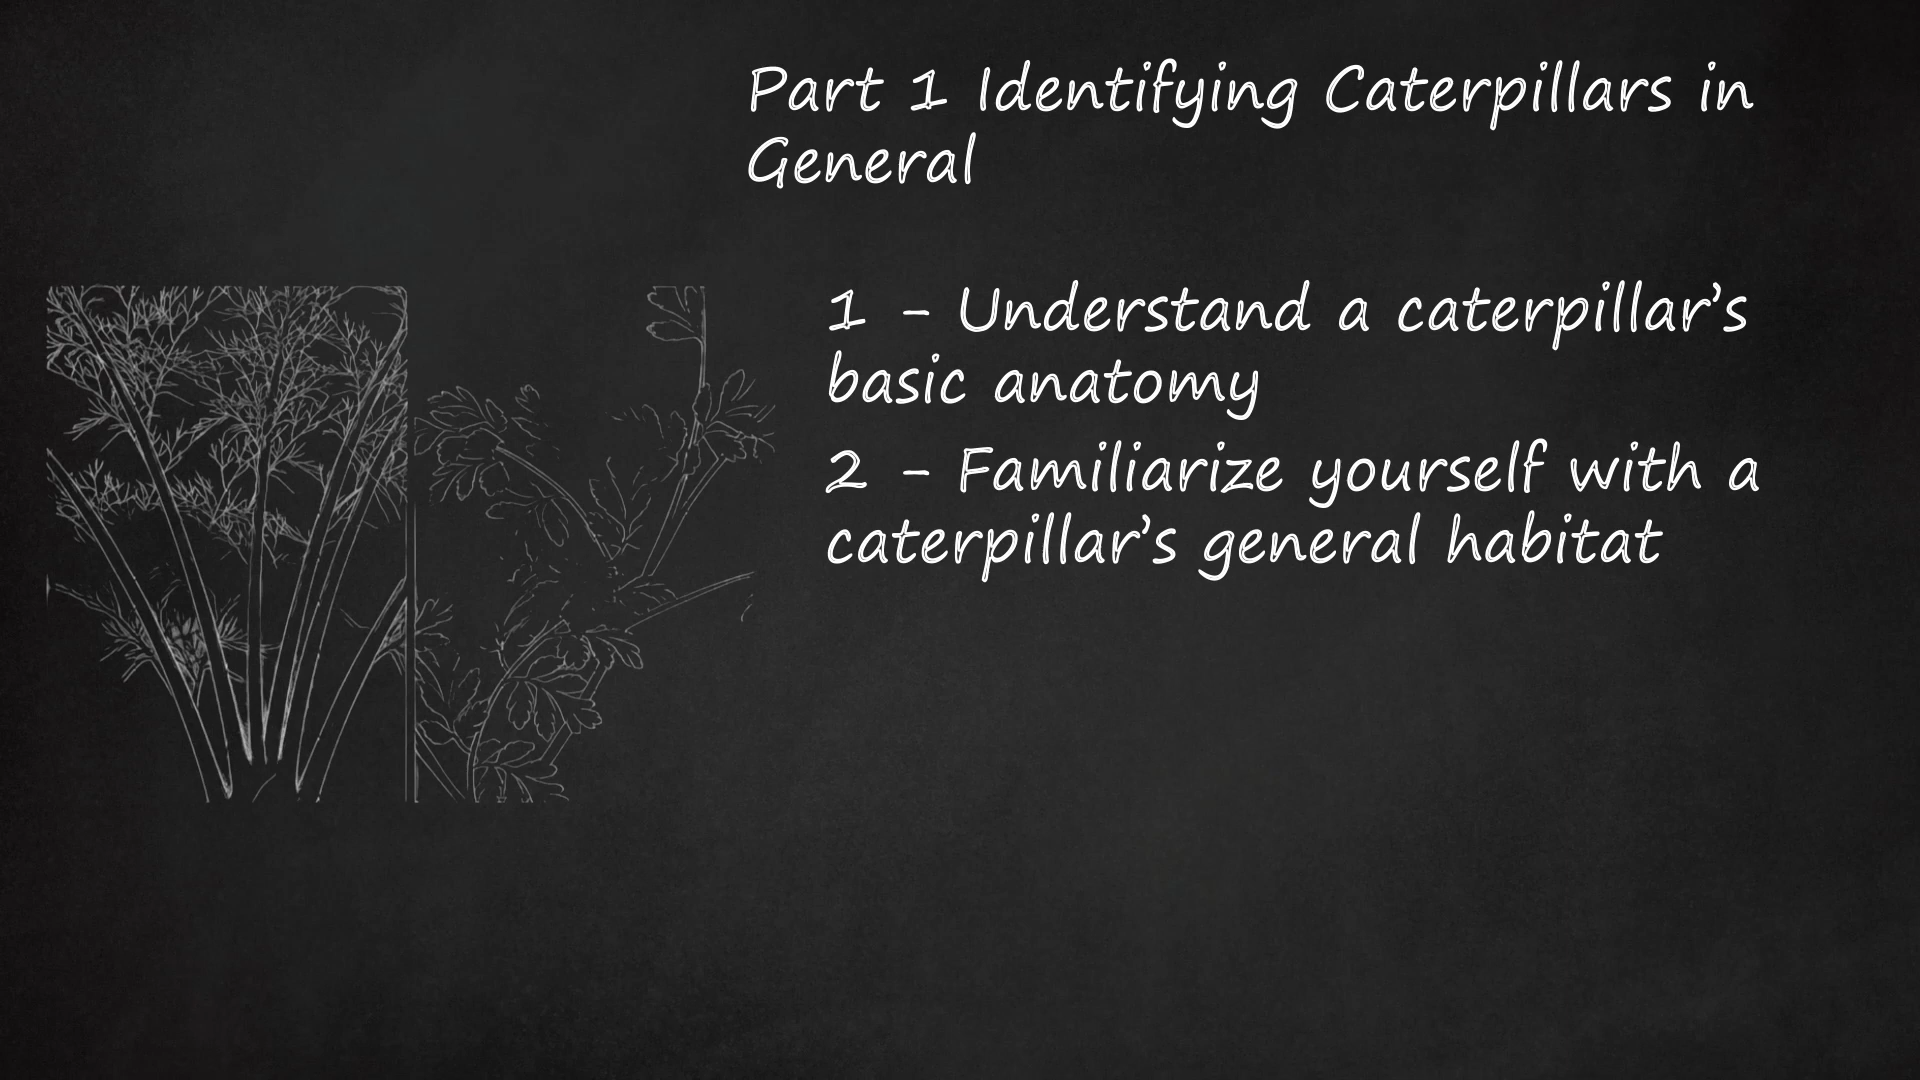 Part 1 Identifying Caterpillars in
General
1 - Understand a caterpillar’s
basic anatomy
2 - Familiarize yourself with a
caterpillar’s general habitat